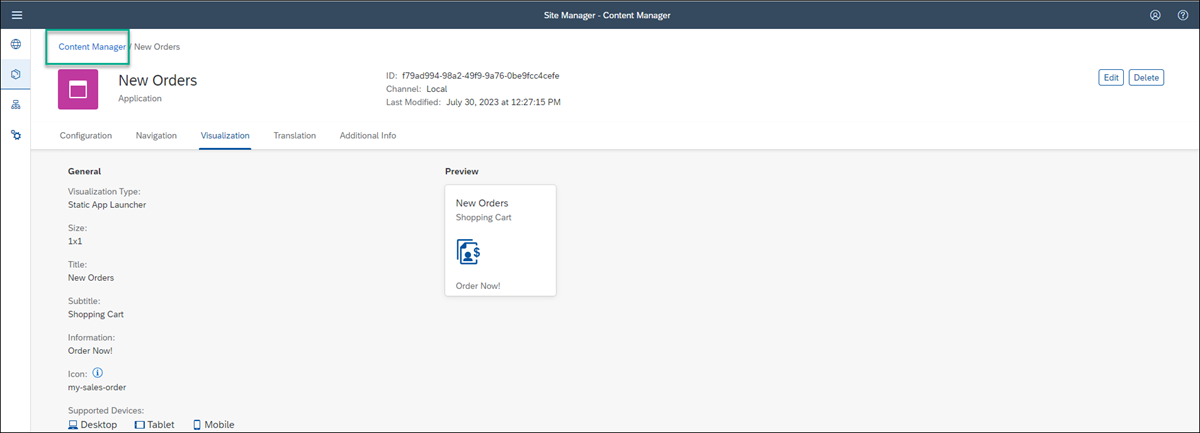 Site Manager - Content Manager
Content Manager / New Orders
New Orders
Application
ID: f79ad994-98a2-49f9-9a76-0be9fcc4cefe
Channel: Local
Last Modified: July 30, 2023 at 12:27:15 PM
Edit Delete
Configuration Navigation Visualization Translation Additional Info
General
Visualization Type:
Static App Launcher
Size:
1x1
Title:
New Orders
Subtitle:
Shopping Cart
Information:
Order Now!
Icon:
my-sales-order
Supported Devices:
Desktop Tablet Mobile
Preview
New Orders
Shopping Cart
Order Now!